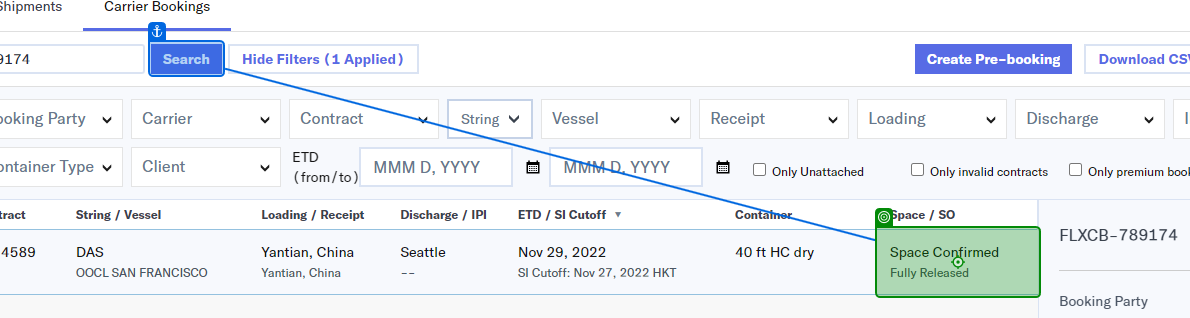 Shipments Carrier Bookings
9174 Search Hide Filters (1 Applied) Create Pre-booking Download CSV
ooking Party Carrier Contract String Vessel Receipt Loading Discharge
ontainer Type Client ETD (from/to) MMM D, YYYY MMM D, YYYY Only Unattached Only invalid contracts Only premium book
tract String / Vessel Loading / Receipt Discharge / IPI ETD / SI Cutoff Container Space / SO
4589 DAS Yantian, China Seattle Nov 29, 2022 40 ft HC dry Space Confirmed FLXCB-789174
OOCL SAN FRANCISCO Yantian, China -- SI Cutoff: Nov 27, 2022 HKT Fully Released
Booking Party